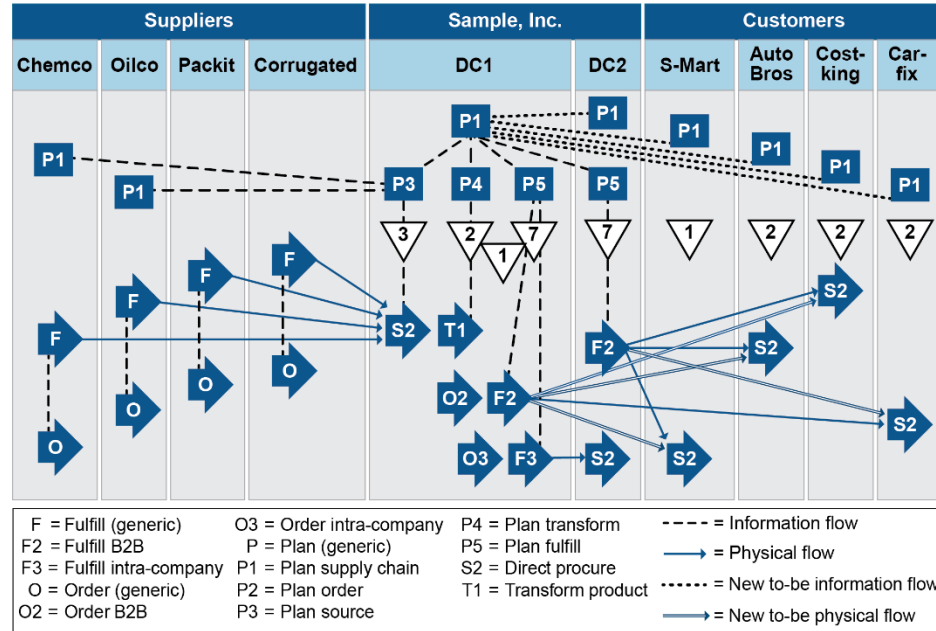 Suppliers
Sample, Inc.
Customers
Chemco
Oilco
Packit
Corrugated
DC1
DC2
S-Mart
Auto
Bros
Cost-
king
Car-
fix
P1
P1
P1
P1
P1
P1
P1
P1
P3
P4
P5
P5
3
2
1
7
7
1
2
2
2
F
F
F
F
S2
T1
F2
S2
S2
O
O
O
O
O2
F2
S2
O3
F3
S2
S2
F = Fulfill (generic)
F2 = Fulfill B2B
F3 = Fulfill intra-company
O = Order (generic)
O2 = Order B2B
O3 = Order intra-company
P = Plan (generic)
P1 = Plan supply chain
P2 = Plan order
P3 = Plan source
P4 = Plan transform
P5 = Plan fulfill
S2 = Direct procure
T1 = Transform product
= Information flow
= Physical flow
= New to-be information flow
= New to-be physical flow